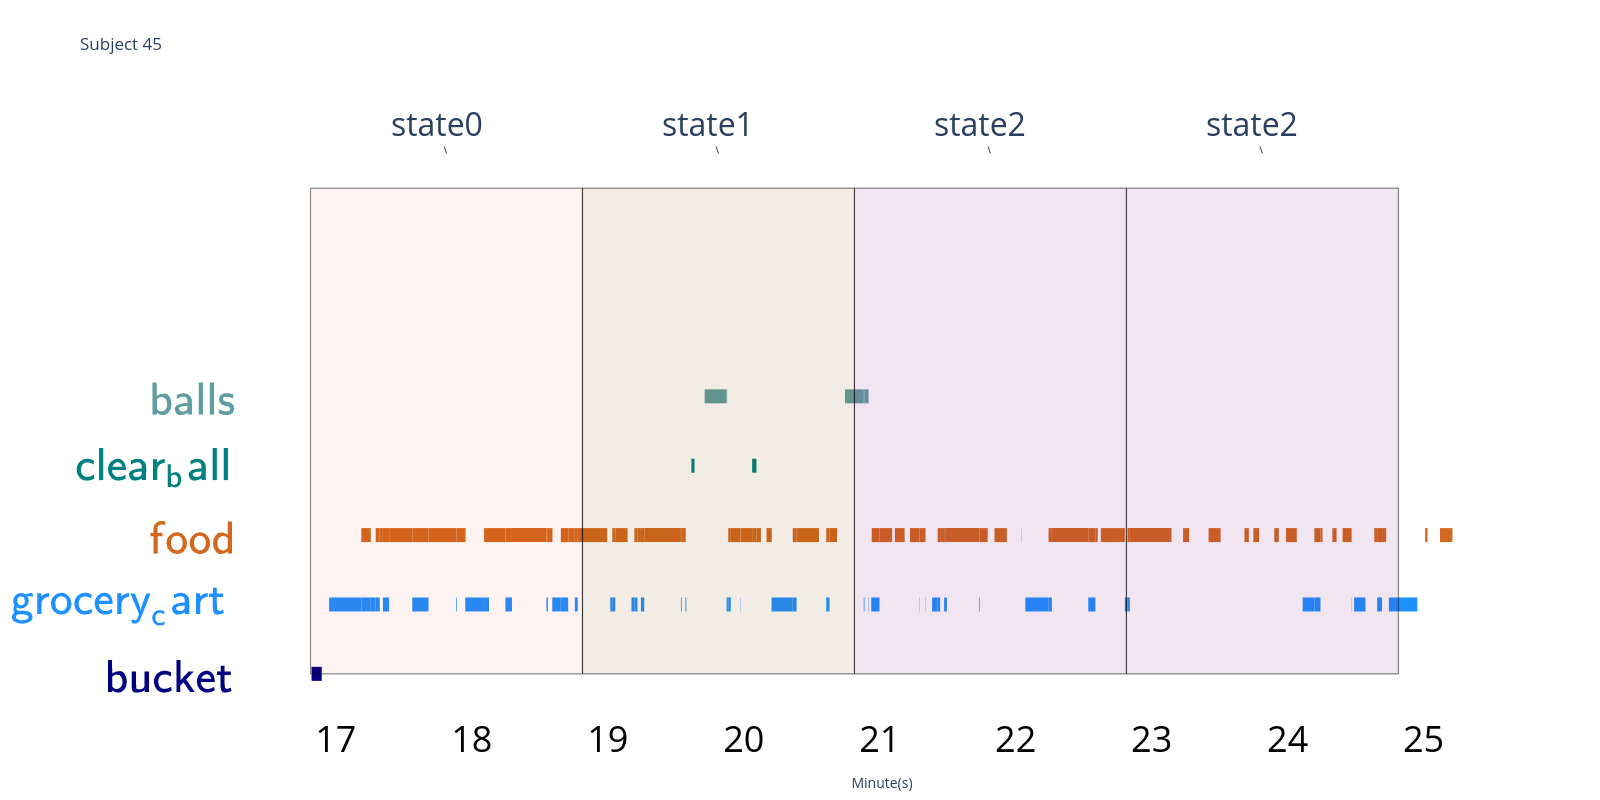 Subject 45
state0 state1 state2 state2
balls
clear_ball
food
grocery_cart
bucket
17 18 19 20 21 22 23 24 25
Minute(s)